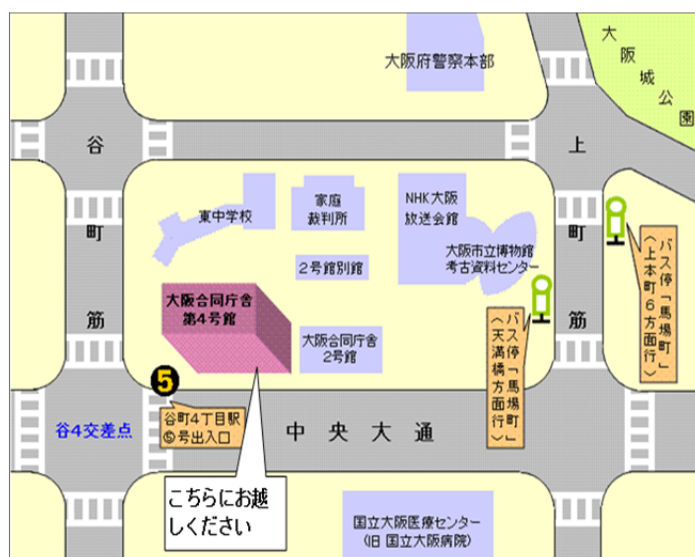 大阪府警察本部
大阪城公園
谷町筋
上町筋
東中学校
家庭
裁判所
NHK大阪
放送会館
大阪市立博物館
考古資料センター
2号館別館
大阪合同庁舎
第4号館
大阪合同庁舎
2号館
バス停「馬場町」
(上本町6方面行)
バス停「馬場町」
(天満橋方面行)
5
谷町4丁目駅
⑤号出入口
谷4交差点
中央大通
こちらにお越
しください
国立大阪医療センター
(旧 国立大阪病院)